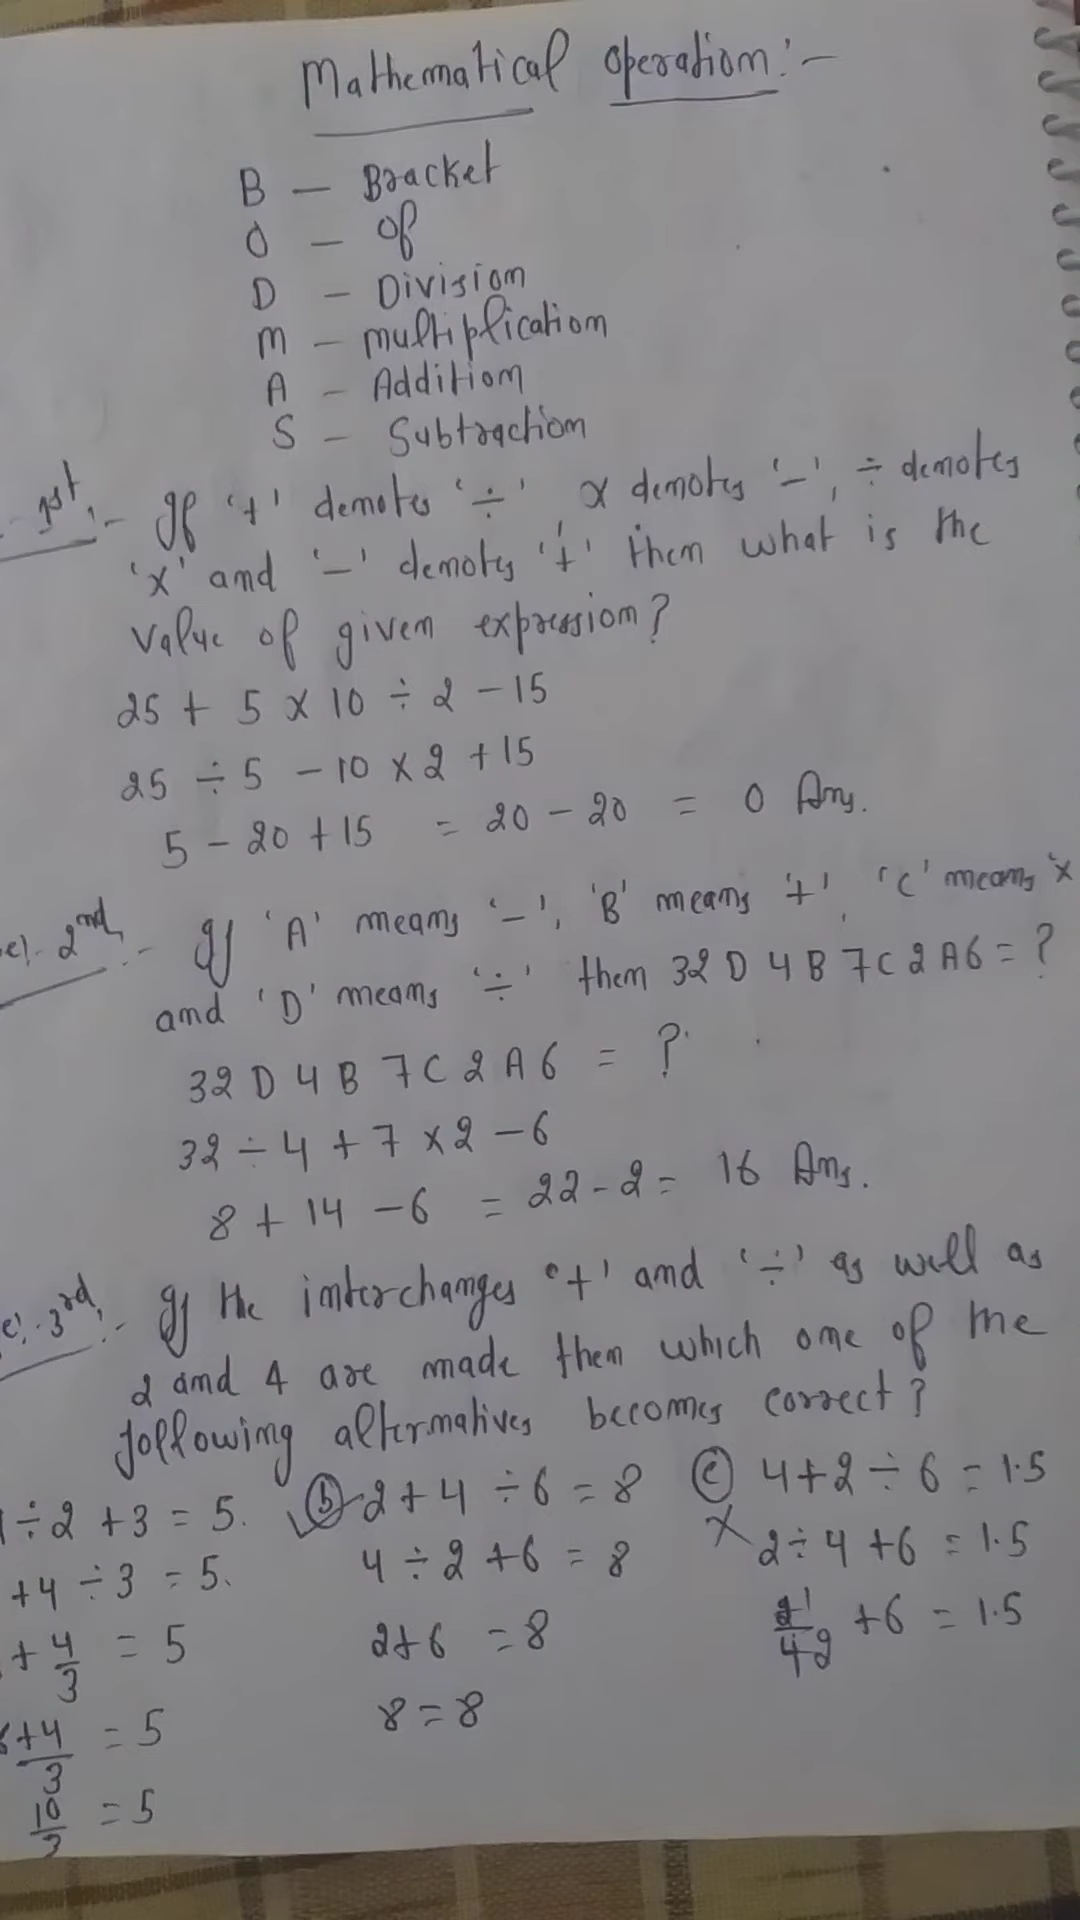 Mathematical Operation:-
B - Bracket
O - Of
D - Division
M - Multiplication
A - Addition
S - Subtraction
1st:- If '+' denotes '÷' × denotes '-', ÷ denotes
'×' and '-' denotes '+' then what is the
value of given expression?
25 + 5 × 10 ÷ 2 - 15
25 ÷ 5 - 10 × 2 + 15
5 - 20 + 15 = 20 - 20 = 0 Ans.
2nd:- If 'A' means '-', 'B' means '+', 'C' means '×
and 'D' means '÷' then 32 D 4 B 7 C 2 A 6 = ?
32 D 4 B 7 C 2 A 6 = ?
32 ÷ 4 + 7 × 2 - 6
8 + 14 - 6 = 22 - 2 = 16 Ans.
3rd:- If the interchanges '+' and '÷' as well as
2 and 4 are made then which one of the
following alternatives becomes correct?
÷ 2 + 3 = 5. (b) 2 + 4 ÷ 6 = 8 (c) 4 + 2 ÷ 6 = 1.5
+ 4 ÷ 3 = 5. 4 ÷ 2 + 6 = 8 × 2 ÷ 4 + 6 = 1.5
+ 4/3 = 5 2 + 6 = 8 + 6 = 1.5
+4/3 = 5 8 = 8
10/3 = 5